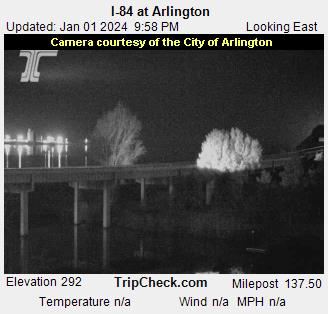 I-84 at Arlington
Updated: Jan 01 2024 9:58 PM Looking East
Camera courtesy of the City of Arlington
Elevation 292 TripCheck.com Milepost 137.50
Temperature n/a Wind n/a MPH n/a